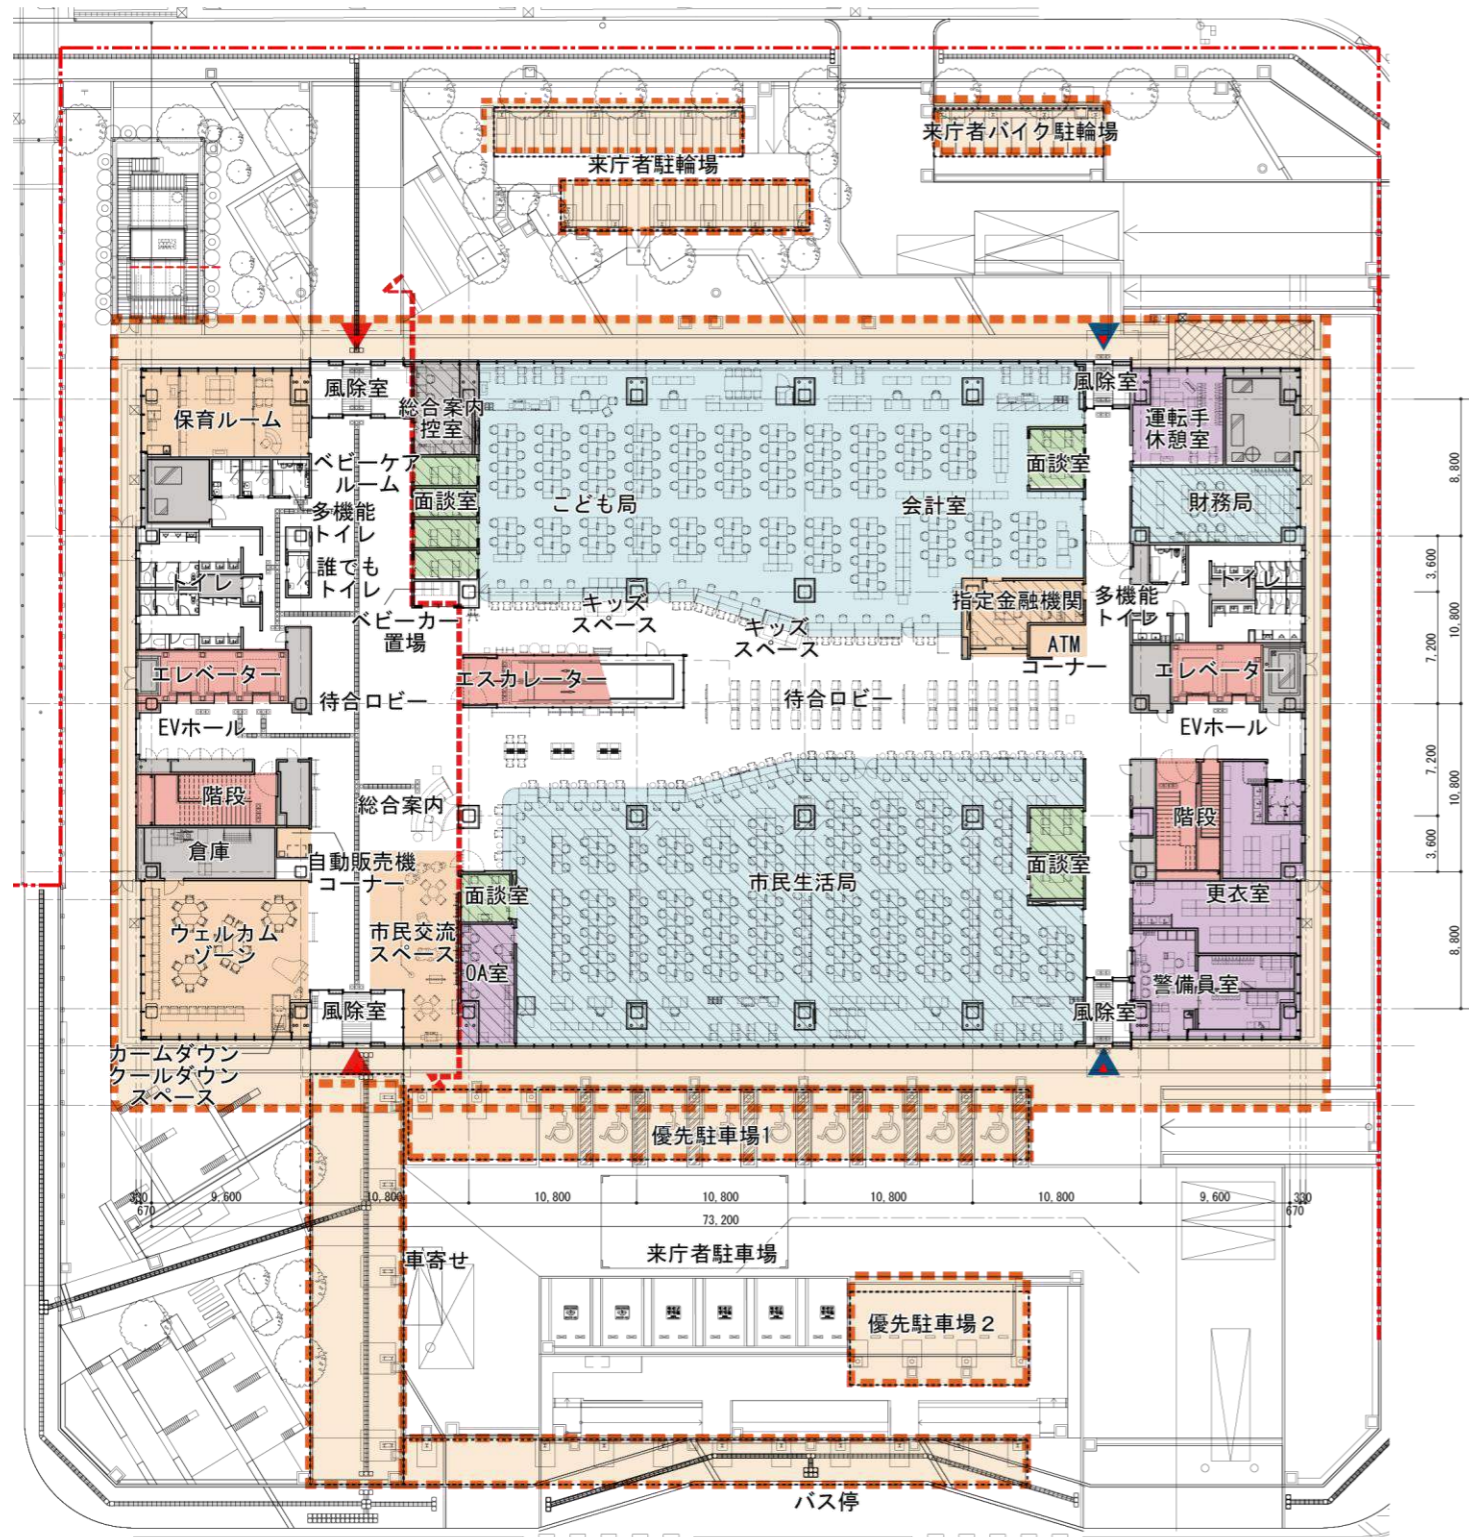 来庁者バイク駐輪場
来庁者駐輪場
風除室
風除室
保育ルーム
総合案内
控室
運転手
休憩室
ベビーケア
ルーム
面談室
面談室
こども局
会計室
財務局
多機能
トイレ
誰でも
トイレ
トイレ
トイレ
キッズ
スペース
キッズ
スペース
指定金融機関
多機能
トイレ
ベビーカー
置場
ATM
コーナー
エレベーター
エスカレーター
エレベーター
待合ロビー
待合ロビー
EVホール
EVホール
階段
総合案内
階段
倉庫
自動販売機
コーナー
面談室
市民生活局
面談室
更衣室
ウェルカム
ゾーン
市民交流
スペース
OA室
警備員室
風除室
風除室
カームダウン
クールダウン
スペース
優先駐車場1
330
9,600
10,800
10,800
10,800
10,800
10,800
9,600
330
670
73,200
670
車寄せ
来庁者駐車場
優先駐車場2
バス停
8,800
3,600
10,800
7,200
7,200
10,800
3,600
8,800